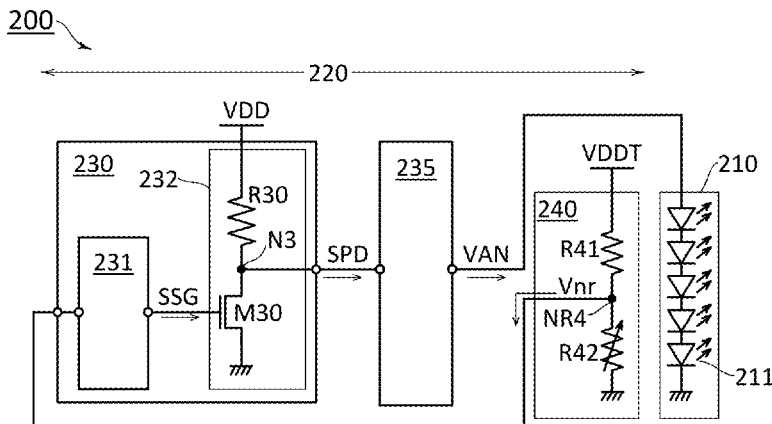 200
220
VDD
230
232
235
VDDT
210
R30
240
231
N3
SPD
VAN
R41
SSG
M30
Vnr
NR4
R42
211